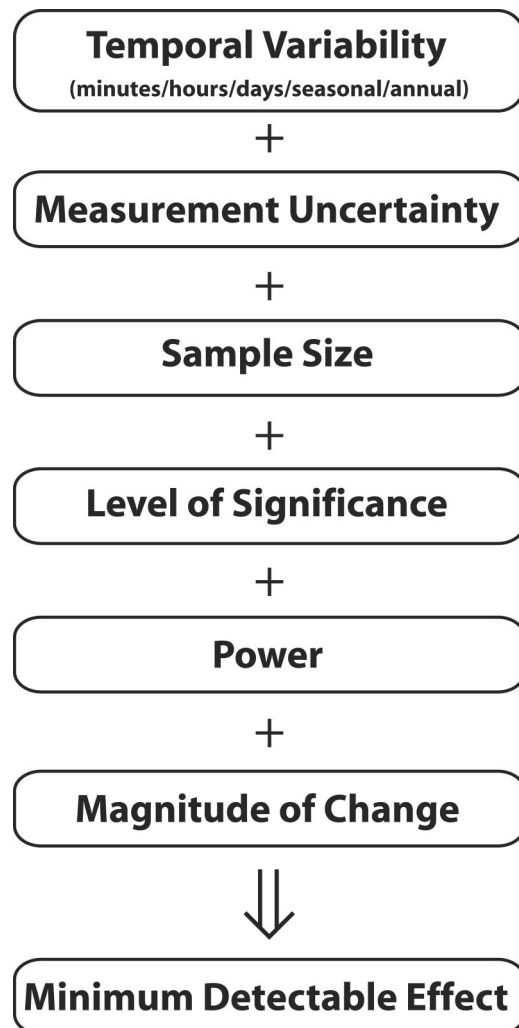 Temporal Variability
(minutes/hours/days/seasonal/annual)
+
Measurement Uncertainty
+
Sample Size
+
Level of Significance
+
Power
+
Magnitude of Change
⇓
Minimum Detectable Effect